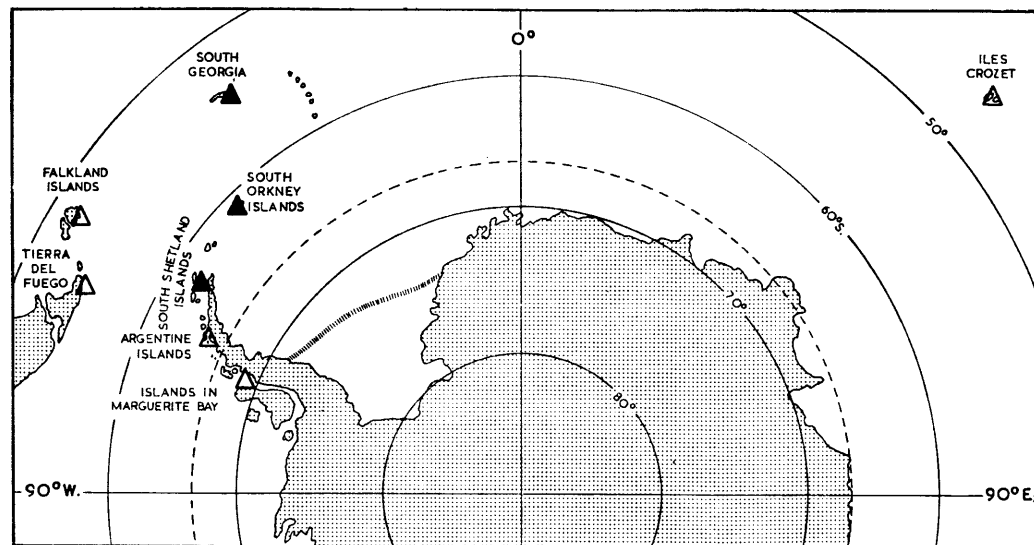 0°
SOUTH
GEORGIA
ILES
CROZET
50°
FALKLAND
ISLANDS
SOUTH
ORKNEY
ISLANDS
60°S.
TIERRA
DEL
FUEGO
SOUTH SHETLAND
ISLANDS
70°
ARGENTINE
ISLANDS
ISLANDS IN
MARGUERITE BAY
80°
90°W.
90°E.